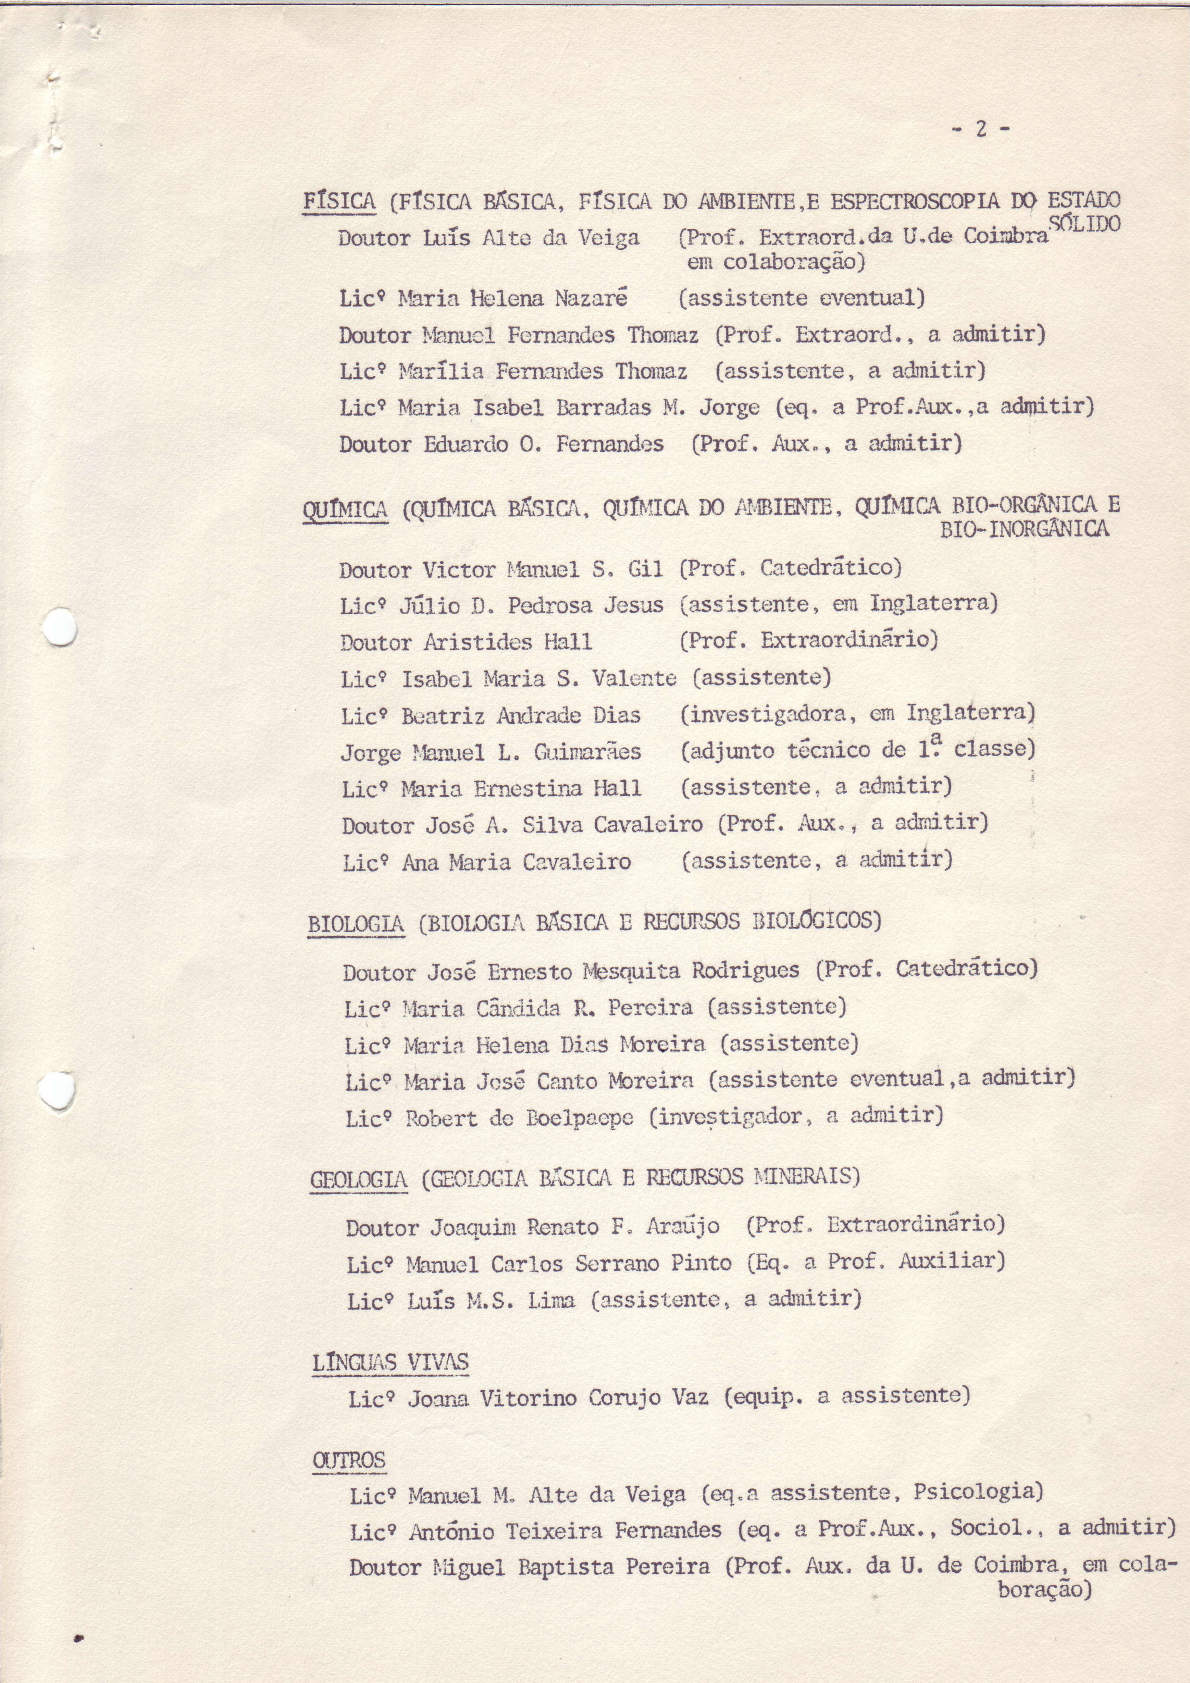 - 2 -
FÍSICA (FÍSICA BÁSICA, FÍSICA DO AMBIENTE,E ESPECTROSCOPIA DO ESTADO
SÓLIDO
Doutor Luís Alte da Veiga (Prof. Extraord.da U.de Coimbra
em colaboração)
Licº Maria Helena Nazaré (assistente eventual)
Doutor Manuel Fernandes Thomaz (Prof. Extraord., a admitir)
Licº Marília Fernandes Thomaz (assistente, a admitir)
Licº Maria Isabel Barradas M. Jorge (eq. a Prof.Aux.,a admitir)
Doutor Eduardo O. Fernandes (Prof. Aux., a admitir)
QUÍMICA (QUÍMICA BÁSICA, QUÍMICA DO AMBIENTE, QUÍMICA BIO-ORGÂNICA E
BIO-INORGÂNICA
Doutor Victor Manuel S. Gil (Prof. Catedrático)
Licº Júlio D. Pedrosa Jesus (assistente, em Inglaterra)
Doutor Aristides Hall (Prof. Extraordinário)
Licº Isabel Maria S. Valente (assistente)
Licº Beatriz Andrade Dias (investigadora, em Inglaterra)
Jorge Manuel L. Guimarães (adjunto técnico de 1.ª classe)
Licº Maria Ernestina Hall (assistente, a admitir)
Doutor José A. Silva Cavaleiro (Prof. Aux., a admitir)
Licº Ana Maria Cavaleiro (assistente, a admitir)
BIOLOGIA (BIOLOGIA BÁSICA E RECURSOS BIOLÓGICOS)
Doutor José Ernesto Mesquita Rodrigues (Prof. Catedrático)
Licº Maria Cândida R. Pereira (assistente)
Licº Maria Helena Dias Moreira (assistente)
Licº Maria José Canto Moreira (assistente eventual,a admitir)
Licº Robert de Boelpaepe (investigador, a admitir)
GEOLOGIA (GEOLOGIA BÁSICA E RECURSOS MINERAIS)
Doutor Joaquim Renato F. Araújo (Prof. Extraordinário)
Licº Manuel Carlos Serrano Pinto (Eq. a Prof. Auxiliar)
Licº Luís M.S. Lima (assistente, a admitir)
LÍNGUAS VIVAS
Licº Joana Vitorino Corujo Vaz (equip. a assistente)
OUTROS
Licº Manuel M. Alte da Veiga (eq.a assistente, Psicologia)
Licº António Teixeira Fernandes (eq. a Prof.Aux., Sociol., a admitir)
Doutor Miguel Baptista Pereira (Prof. Aux. da U. de Coimbra, em cola-
boração)